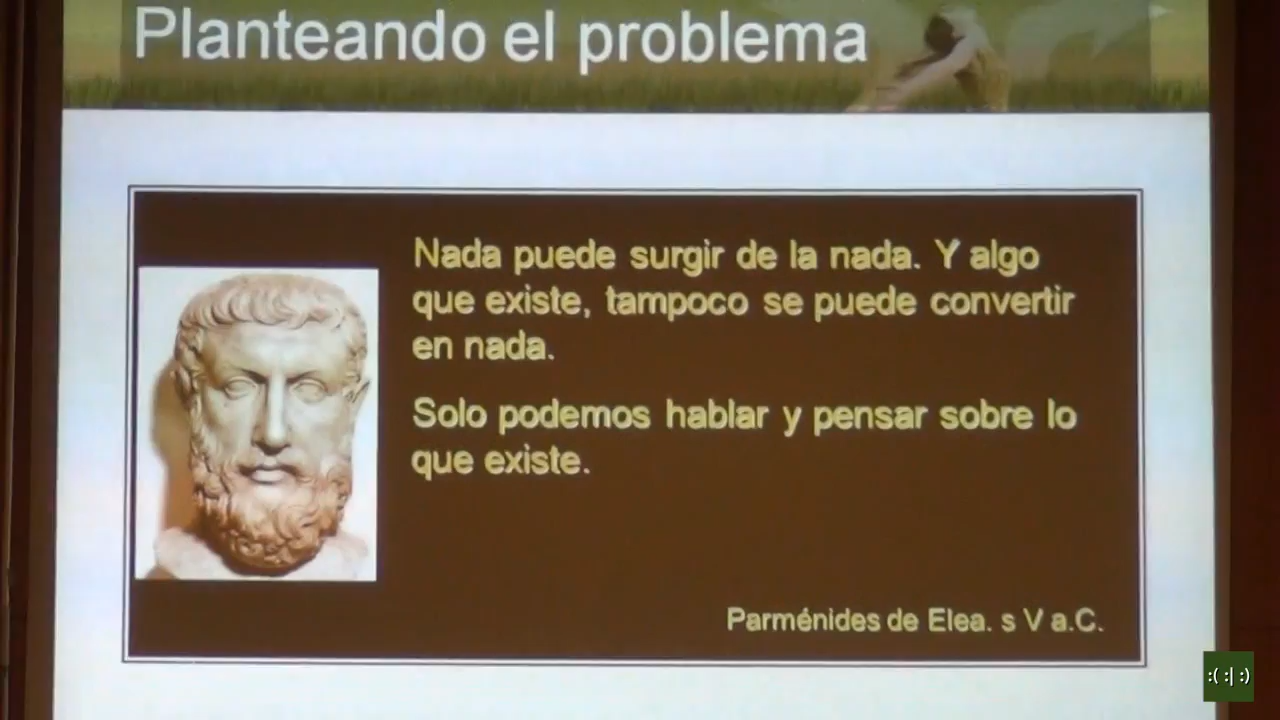 Planteando el problema
Nada puede surgir de la nada. Y algo
que existe, tampoco se puede convertir
en nada.
Solo podemos hablar y pensar sobre lo
que existe.
Parménides de Elea. s V a.C.
:( :| :)